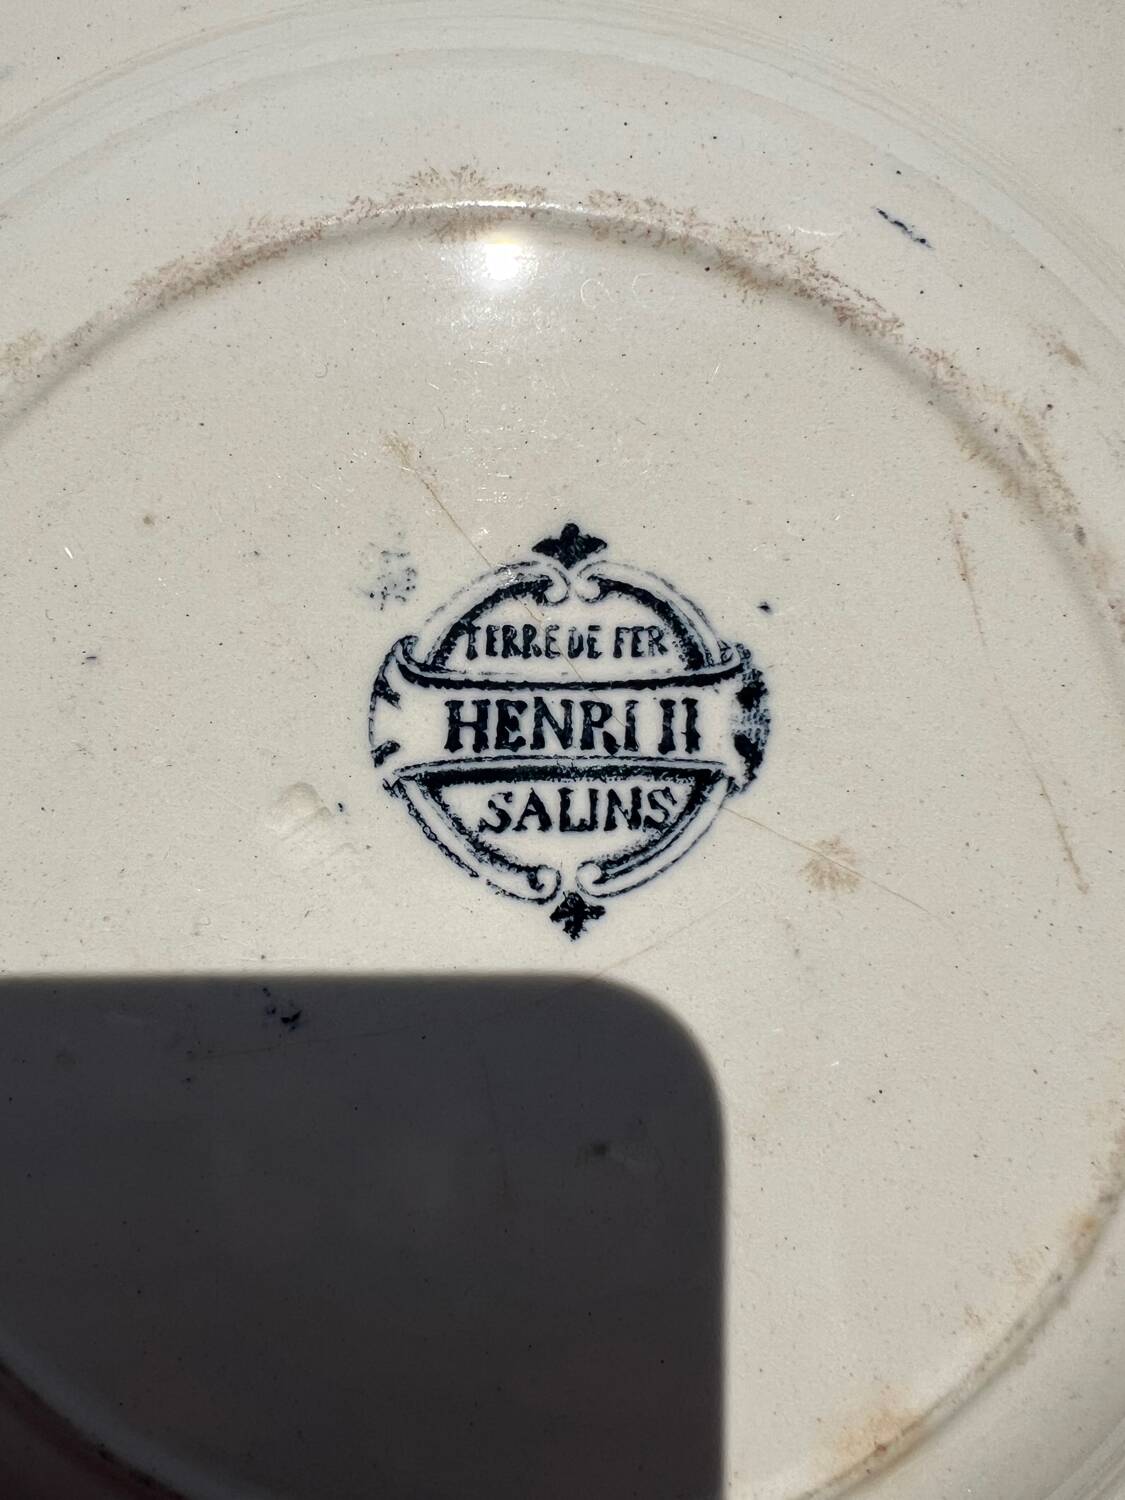 TERRE DE FER
HENRI II
SALINS